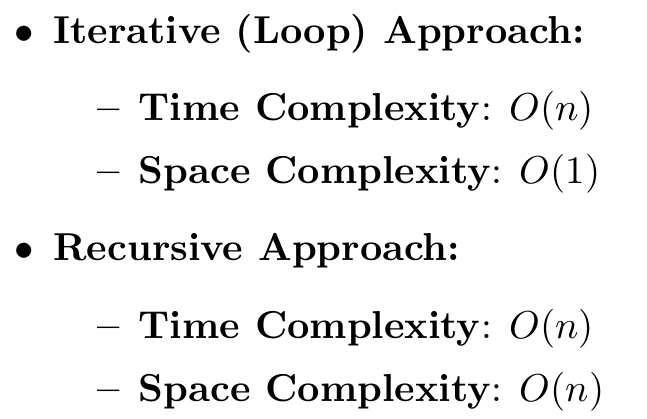 • Iterative (Loop) Approach:
– Time Complexity: O(n)
– Space Complexity: O(1)
• Recursive Approach:
– Time Complexity: O(n)
– Space Complexity: O(n)